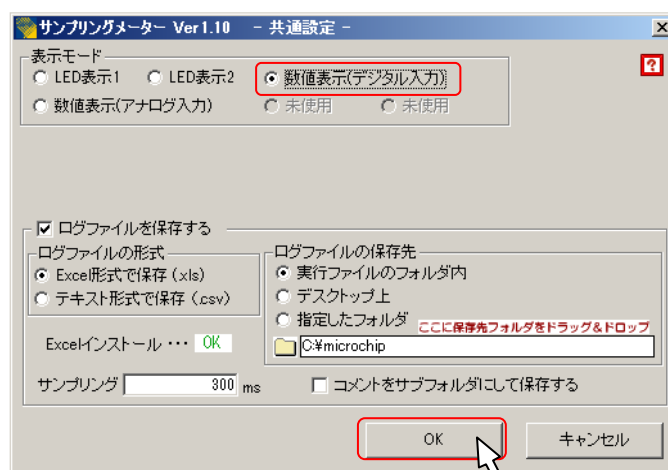 サンプリングメーター Ver1.10 － 共通設定 －
表示モード
LED表示1 LED表示2 数値表示(デジタル入力)
数値表示(アナログ入力) 未使用 未使用
?
ログファイルを保存する
ログファイルの形式
Excel形式で保存 (.xls)
テキスト形式で保存 (.csv)
Excelインストール ・・・ OK
ログファイルの保存先
実行ファイルのフォルダ内
デスクトップ上
指定したフォルダ ここに保存先フォルダをドラッグ&ドロップ
C:¥microchip
サンプリング 300 ms
コメントをサブフォルダにして保存する
OK キャンセル